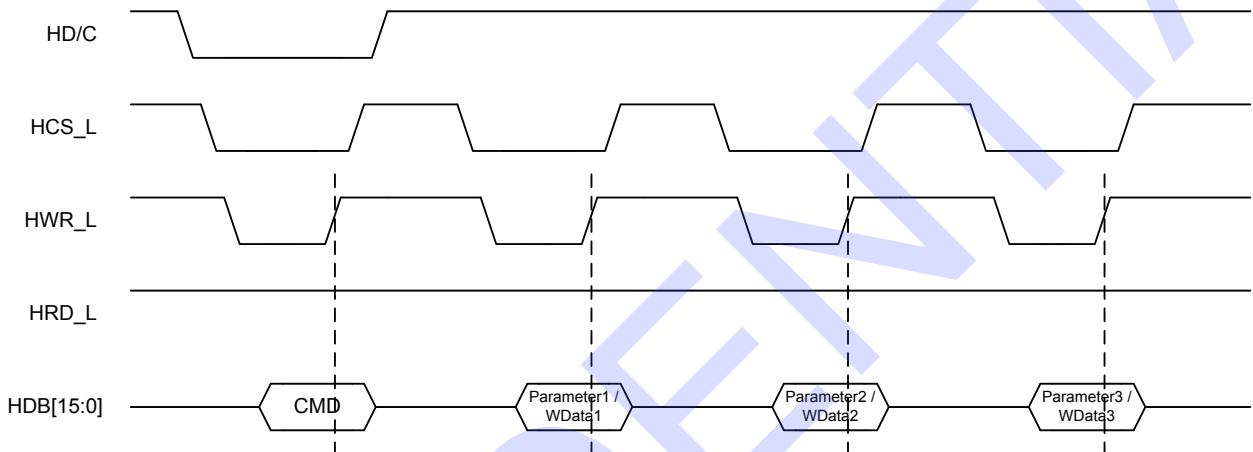 HD/C
HCS_L
HWR_L
HRD_L
HDB[15:0]
CMD
Parameter1 /
WData1
Parameter2 /
WData2
Parameter3 /
WData3